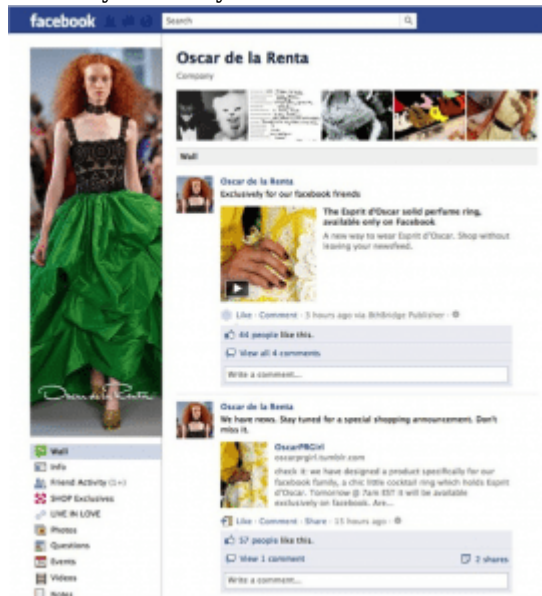 facebook
Search
Oscar de la Renta
Company
Wall
Oscar de la Renta
Exclusively for our facebook friends
The Esprit d'Oscar solid perfume ring,
available only on Facebook
A new way to wear Esprit d'Oscar. Shop without
leaving your newsfeed.
Like · Comment · 3 hours ago via 8thBridge Publisher ·
44 people like this.
View all 4 comments
Write a comment...
Oscar de la Renta
Oscar de la Renta
We have news. Stay tuned for a special shopping announcement. Don't
miss it.
OscarPRGirl
oscarprgirl.tumblr.com
check it: we have designed a product specifically for our
facebook family, a chic little cocktail ring which holds Esprit
d'Oscar. Tomorrow @ 7am EST it will be available
exclusively on facebook. Are...
Like · Comment · Share · 15 hours ago ·
57 people like this.
View 1 comment
2 shares
Write a comment...
Wall
Info
Friend Activity (1+)
SHOP Exclusives
LIVE IN LOVE
Photos
Questions
Events
Videos
Notes